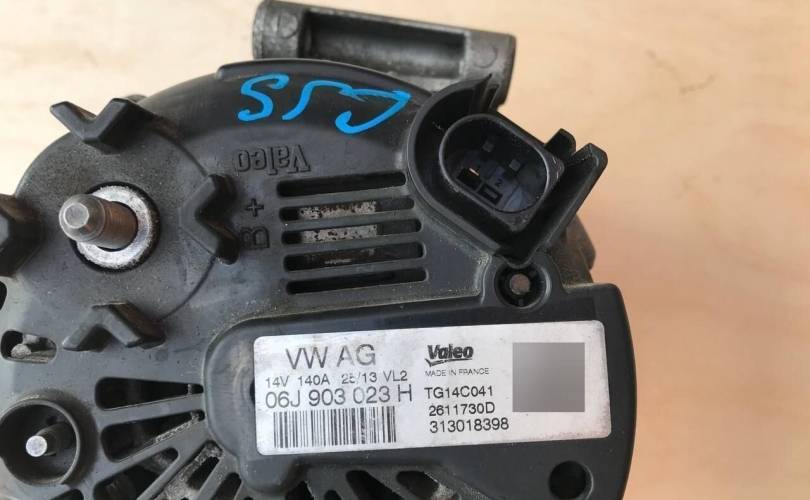 CJS
Valeo
B+
2
VW AG
14V 140A 25/13 VL2
06J 903 023 H
Valeo
MADE IN FRANCE
TG14C041
2611730D
313018398